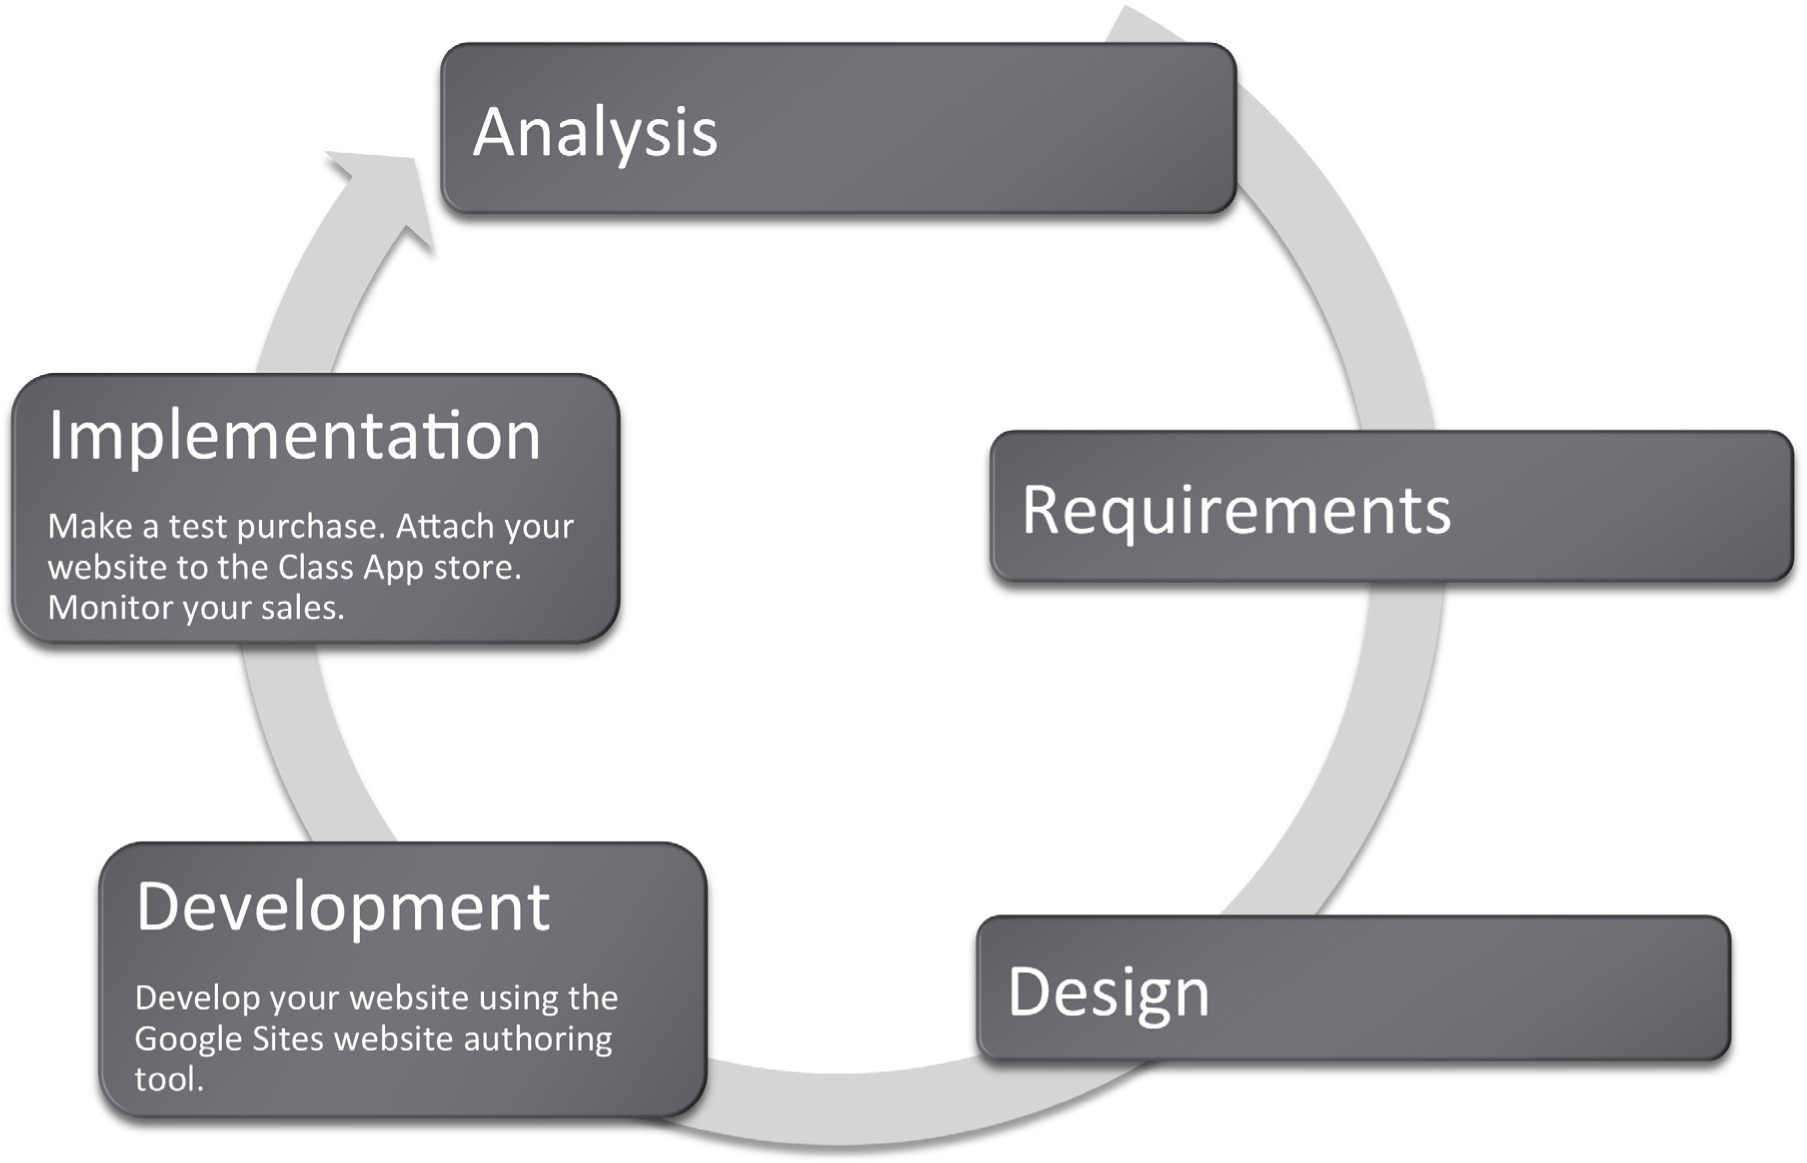 Analysis
Requirements
Design
Development
Develop your website using the
Google Sites website authoring
tool.
Implementation
Make a test purchase. Attach your
website to the Class App store.
Monitor your sales.